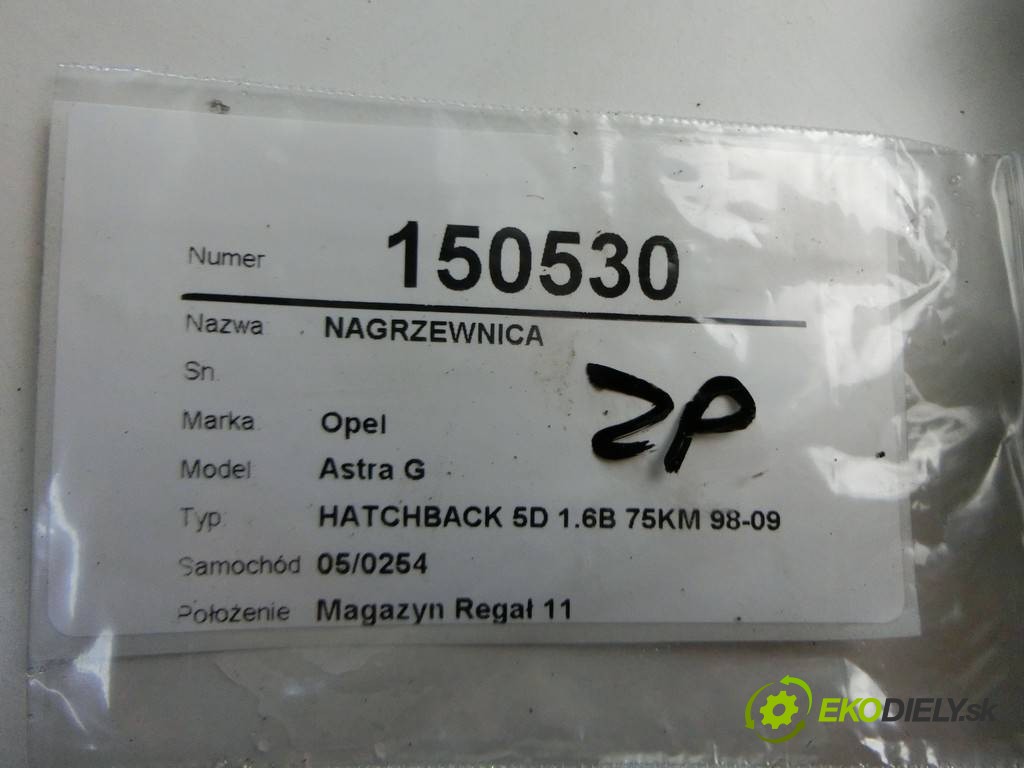 Numer 150530
Nazwa: NAGRZEWNICA
Sn.
ZP
Marka: Opel
Model: Astra G
Typ: HATCHBACK 5D 1.6B 75KM 98-09
Samochód 05/0254
Położenie Magazyn Regał 11
EKODIELY.sk